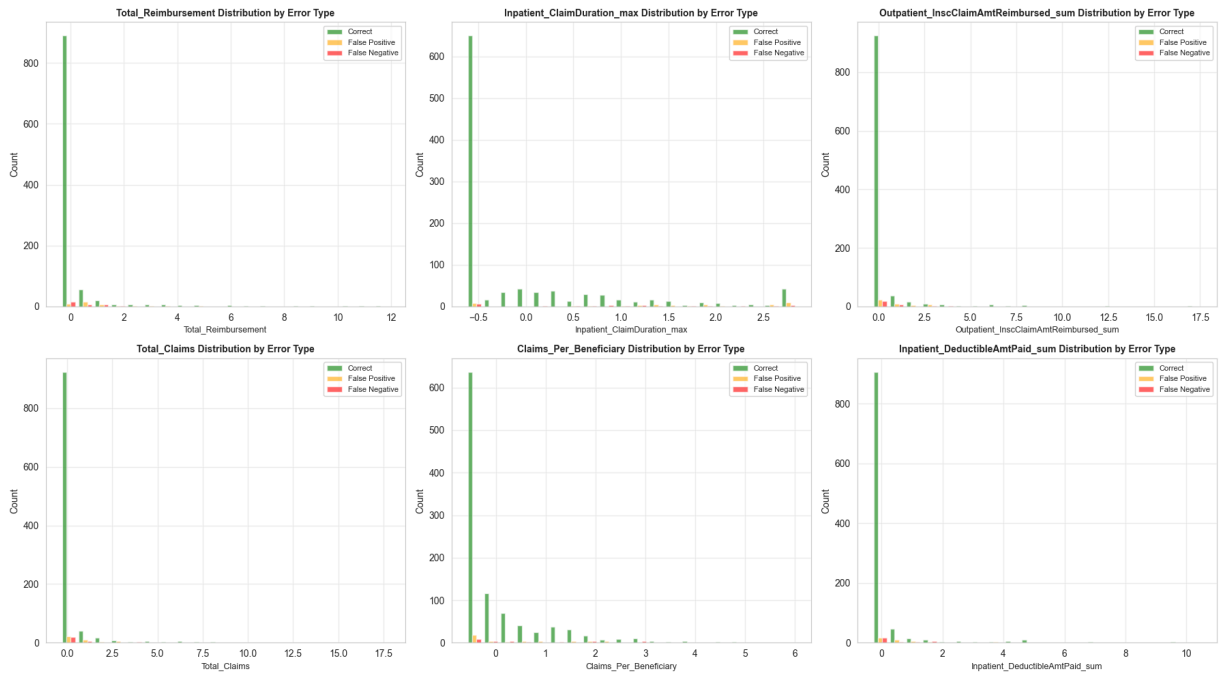 Total_Reimbursement Distribution by Error Type
Correct
False Positive
False Negative
Count
800
600
400
200
0
0 2 4 6 8 10 12
Total_Reimbursement
Inpatient_ClaimDuration_max Distribution by Error Type
Correct
False Positive
False Negative
Count
600
500
400
300
200
100
0
−0.5 0.0 0.5 1.0 1.5 2.0 2.5
Inpatient_ClaimDuration_max
Outpatient_InscClaimAmtReimbursed_sum Distribution by Error Type
Correct
False Positive
False Negative
Count
800
600
400
200
0
0.0 2.5 5.0 7.5 10.0 12.5 15.0 17.5
Outpatient_InscClaimAmtReimbursed_sum
Total_Claims Distribution by Error Type
Correct
False Positive
False Negative
Count
800
600
400
200
0
0.0 2.5 5.0 7.5 10.0 12.5 15.0 17.5
Total_Claims
Claims_Per_Beneficiary Distribution by Error Type
Correct
False Positive
False Negative
Count
600
500
400
300
200
100
0
0 1 2 3 4 5 6
Claims_Per_Beneficiary
Inpatient_DeductibleAmtPaid_sum Distribution by Error Type
Correct
False Positive
False Negative
Count
800
600
400
200
0
0 2 4 6 8 10
Inpatient_DeductibleAmtPaid_sum